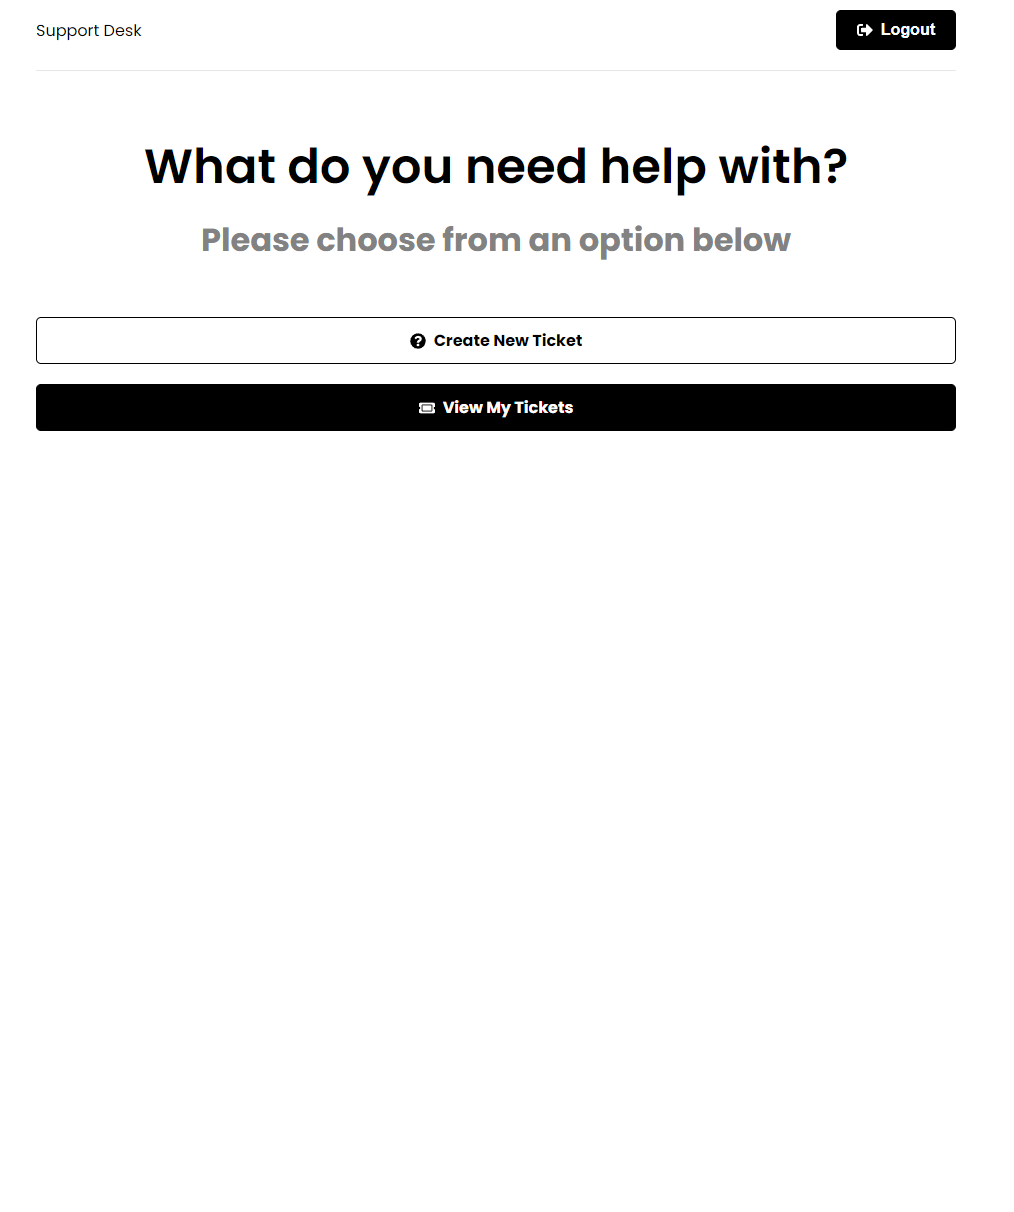 Support Desk
Logout
What do you need help with?
Please choose from an option below
Create New Ticket
View My Tickets